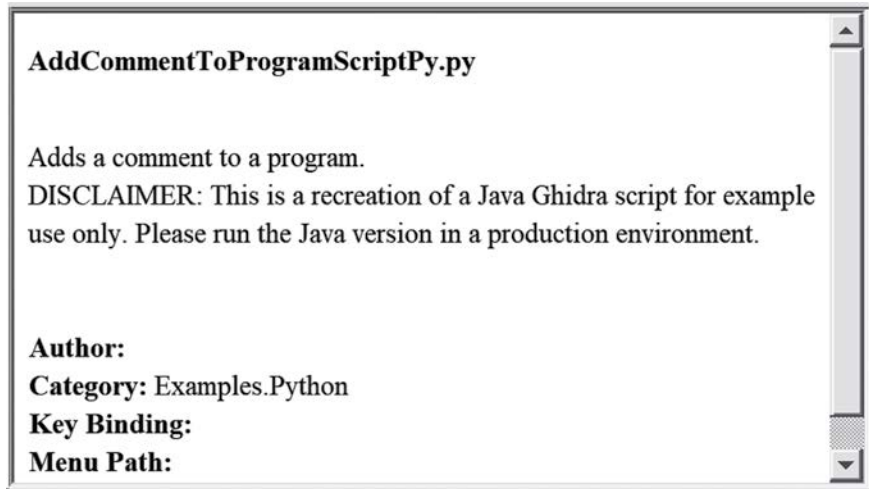 AddCommentToProgramScriptPy.py
Adds a comment to a program.
DISCLAIMER: This is a recreation of a Java Ghidra script for example
use only. Please run the Java version in a production environment.
Author:
Category: Examples.Python
Key Binding:
Menu Path: